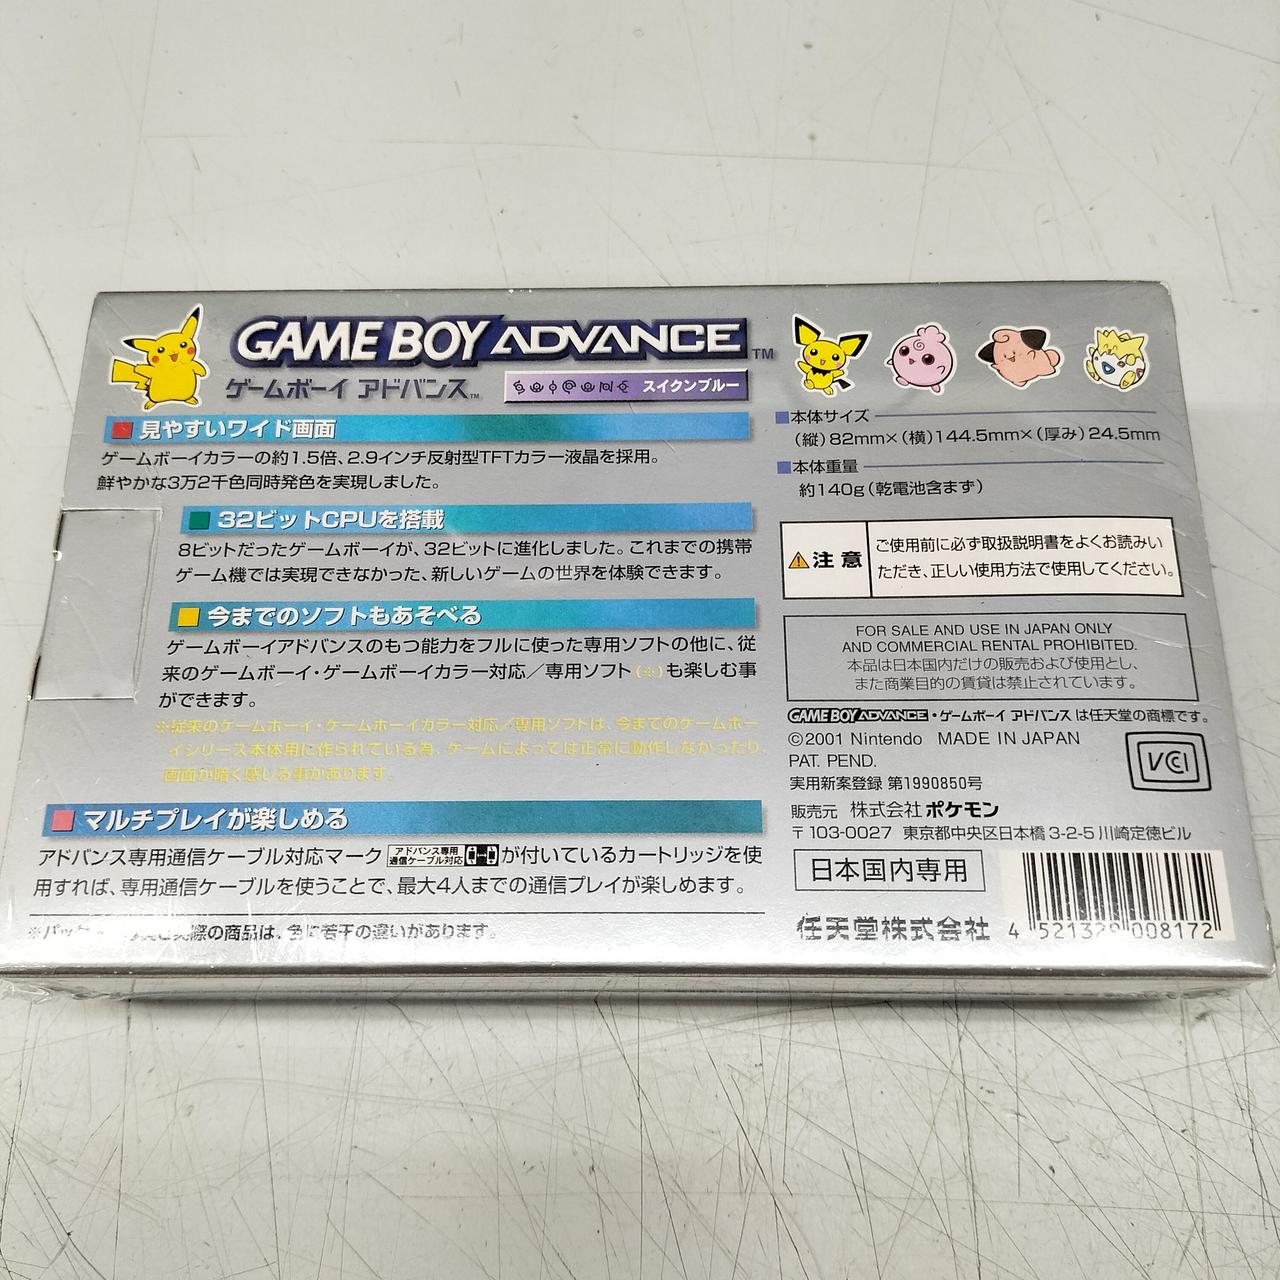 GAME BOY ADVANCE™
ゲームボーイ アドバンス™
SUICUNE スイクンブルー
見やすいワイド画面
ゲームボーイカラーの約1.5倍、2.9インチ反射型TFTカラー液晶を採用。
鮮やかな3万2千色同時発色を実現しました。
32ビットCPUを搭載
8ビットだったゲームボーイが、32ビットに進化しました。これまでの携帯
ゲーム機では実現できなかった、新しいゲームの世界を体験できます。
今までのソフトもあそべる
ゲームボーイアドバンスのもつ能力をフルに使った専用ソフトの他に、従
来のゲームボーイ・ゲームボーイカラー対応／専用ソフト(※)も楽しむ事
ができます。
※従来のゲームボーイ・ゲームボーイカラー対応／専用ソフトは、今までのゲームボー
イシリーズ本体用に作られている為、ゲームによっては正常に動作しなかったり、
画面が暗く感じる事があります。
マルチプレイが楽しめる
アドバンス専用通信ケーブル対応マーク アドバンス専用 通信ケーブル対応 が付いているカートリッジを使
用すれば、専用通信ケーブルを使うことで、最大4人までの通信プレイが楽しめます。
※パッケージ 実際の商品は、多少若干の違いがあります。
■本体サイズ
（縦）82mm×（横）144.5mm×（厚み）24.5mm
■本体重量
約140g（乾電池含まず）
注意
ご使用前に必ず取扱説明書をよくお読みい
ただき、正しい使用方法で使用してください。
FOR SALE AND USE IN JAPAN ONLY
AND COMMERCIAL RENTAL PROHIBITED.
本品は日本国内だけの販売および使用とし、
また商業目的の賃貸は禁止されています。
GAME BOY ADVANCE・ゲームボーイ アドバンス は任天堂の商標です。
©2001 Nintendo MADE IN JAPAN
PAT. PEND.
VCCI
実用新案登録 第1990850号
販売元 株式会社ポケモン
〒103-0027 東京都中央区日本橋3-2-5川崎定徳ビル
日本国内専用
任天堂株式会社
4 521329 008172